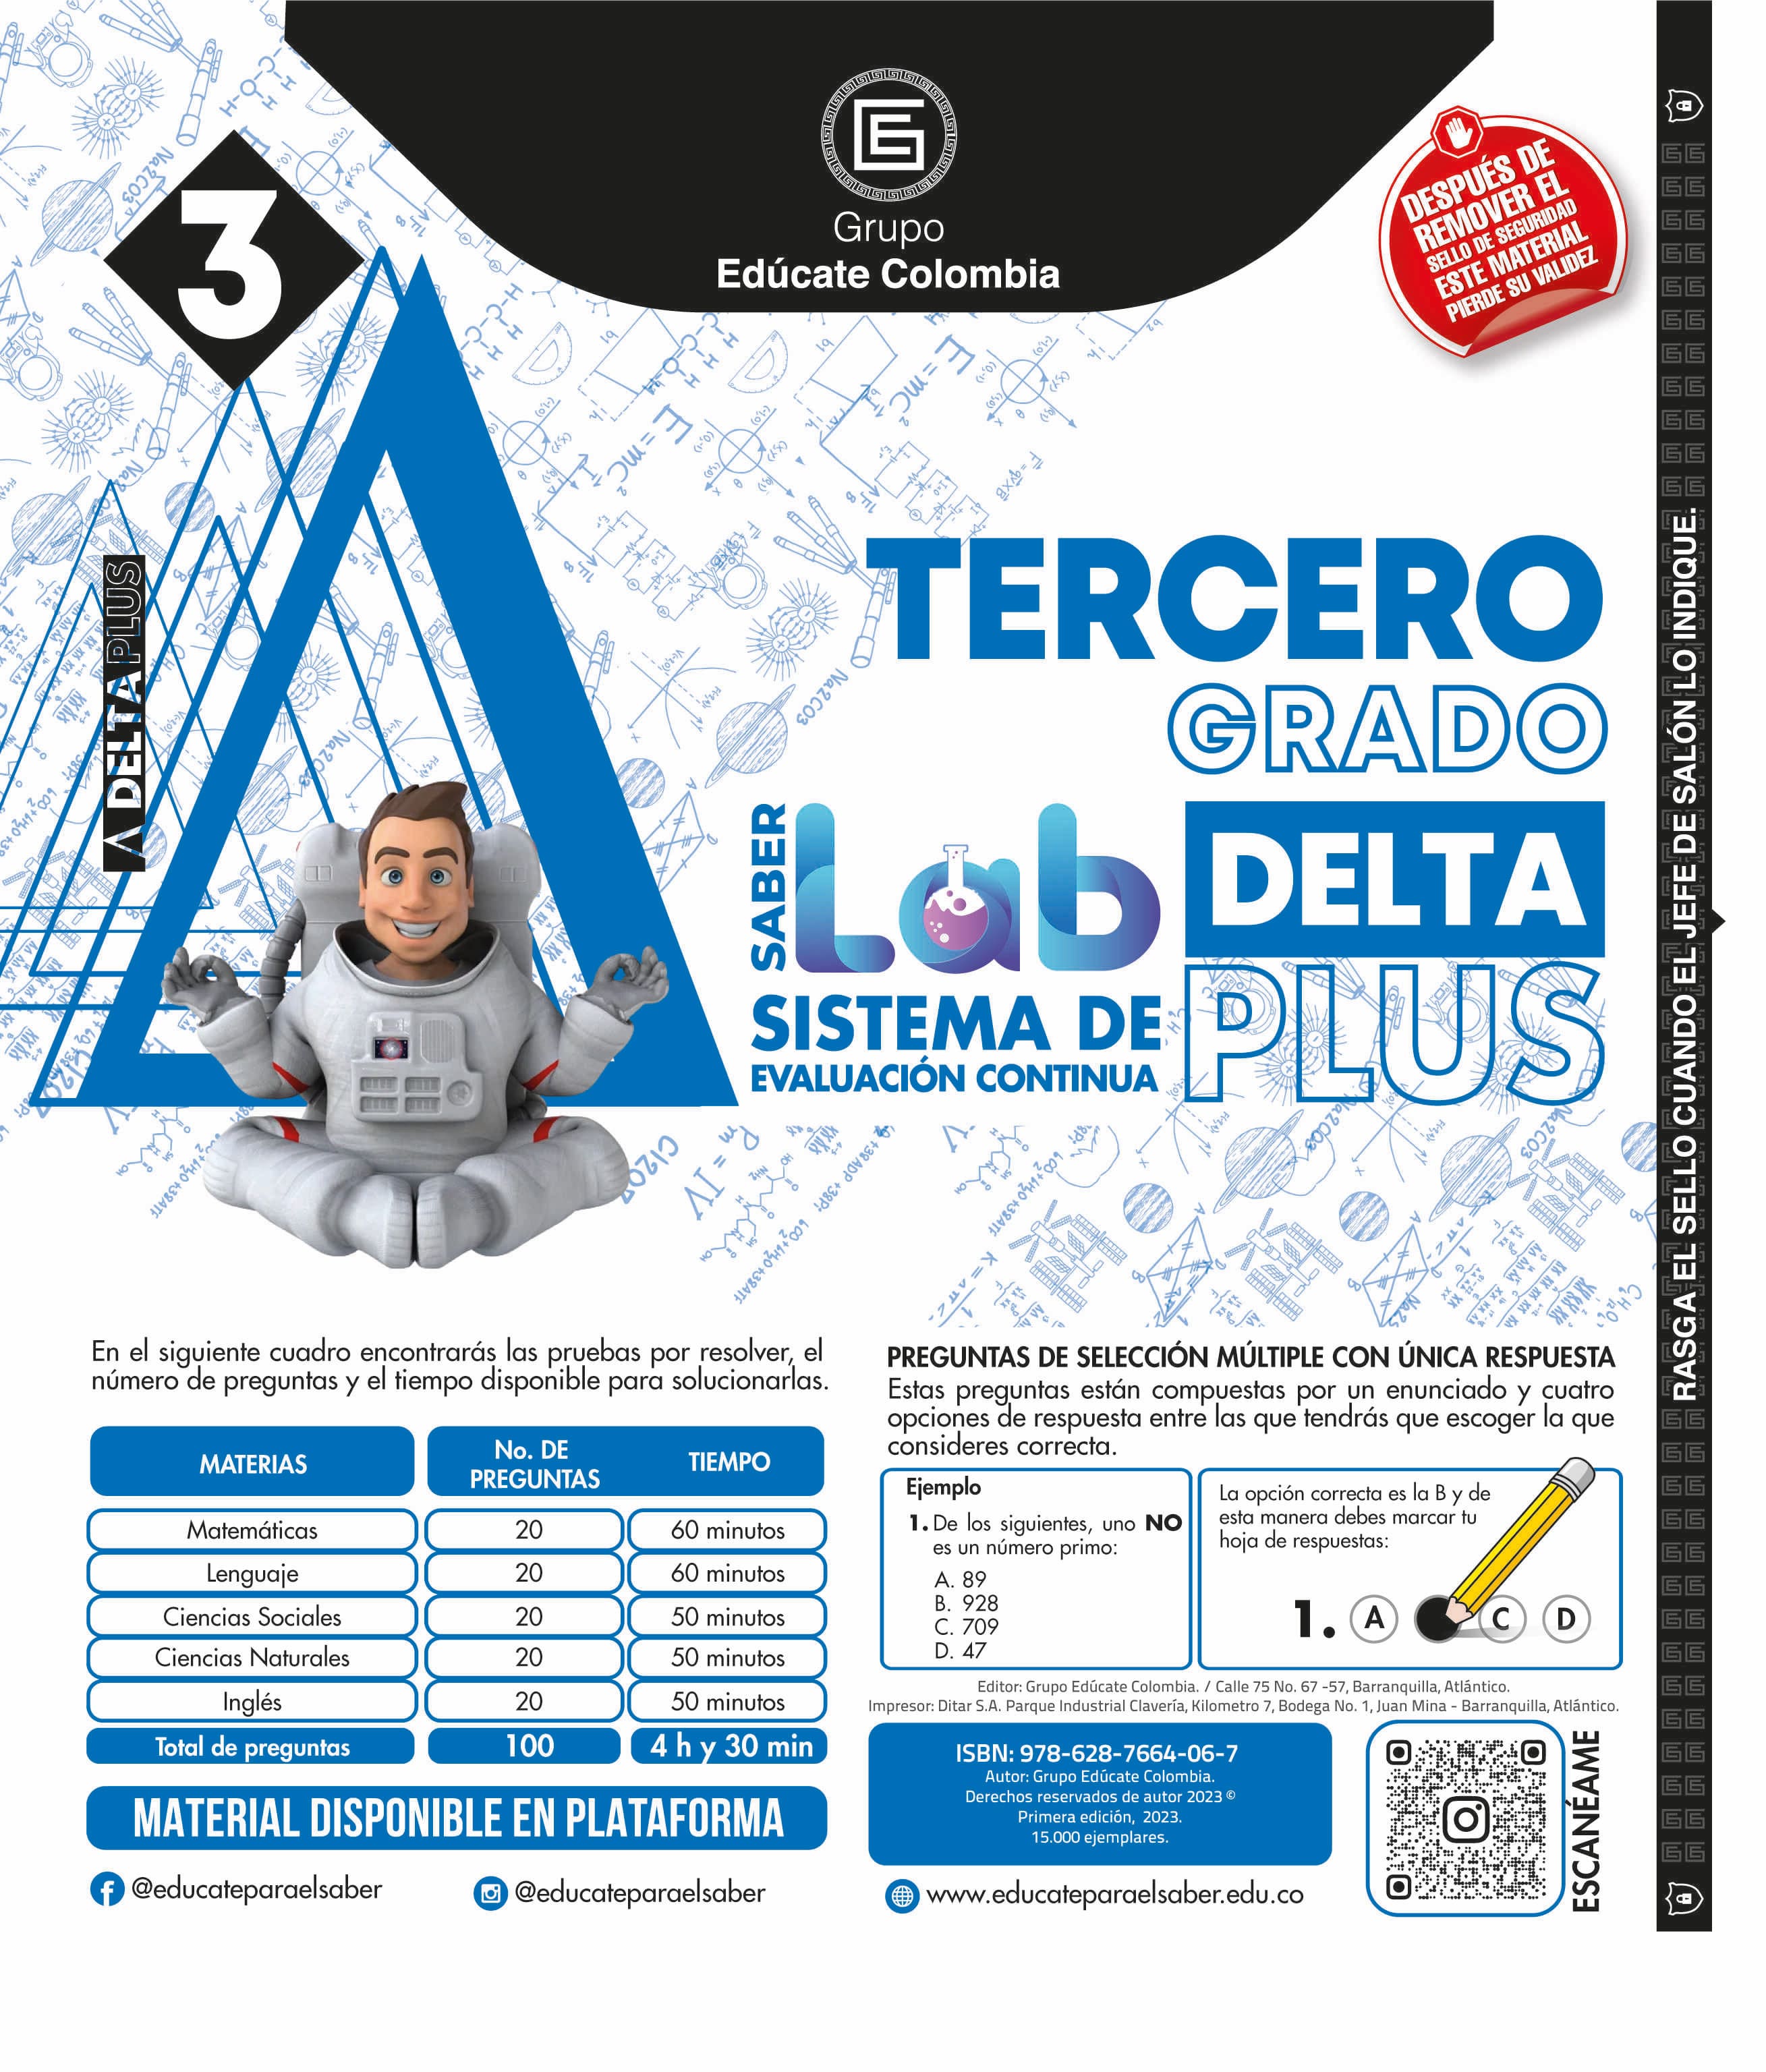 Grupo
Edúcate Colombia
3
DESPUÉS DE
REMOVER EL
SELLO DE SEGURIDAD
ESTE MATERIAL
PIERDE SU VALIDEZ
DELTA PLUS
TERCERO
GRADO
SABER
Lab
DELTA
PLUS
SISTEMA DE
EVALUACIÓN CONTINUA
RASGA EL SELLO CUANDO EL JEFE DE SALÓN LO INDIQUE.
En el siguiente cuadro encontrarás las pruebas por resolver, el
número de preguntas y el tiempo disponible para solucionarlas.
MATERIAS No. DE PREGUNTAS TIEMPO
Matemáticas 20 60 minutos
Lenguaje 20 60 minutos
Ciencias Sociales 20 50 minutos
Ciencias Naturales 20 50 minutos
Inglés 20 50 minutos
Total de preguntas 100 4 h y 30 min
MATERIAL DISPONIBLE EN PLATAFORMA
@educateparaelsaber
@educateparaelsaber
PREGUNTAS DE SELECCIÓN MÚLTIPLE CON ÚNICA RESPUESTA
Estas preguntas están compuestas por un enunciado y cuatro
opciones de respuesta entre las que tendrás que escoger la que
consideres correcta.
Ejemplo
1. De los siguientes, uno NO
es un número primo:
A. 89
B. 928
C. 709
D. 47
La opción correcta es la B y de
esta manera debes marcar tu
hoja de respuestas:
1. A C D
Editor: Grupo Edúcate Colombia. / Calle 75 No. 67 -57, Barranquilla, Atlántico.
Impresor: Ditar S.A. Parque Industrial Clavería, Kilometro 7, Bodega No. 1, Juan Mina - Barranquilla, Atlántico.
ISBN: 978-628-7664-06-7
Autor: Grupo Edúcate Colombia.
Derechos reservados de autor 2023 ©
Primera edición, 2023.
15.000 ejemplares.
www.educateparaelsaber.edu.co
ESCANÉAME